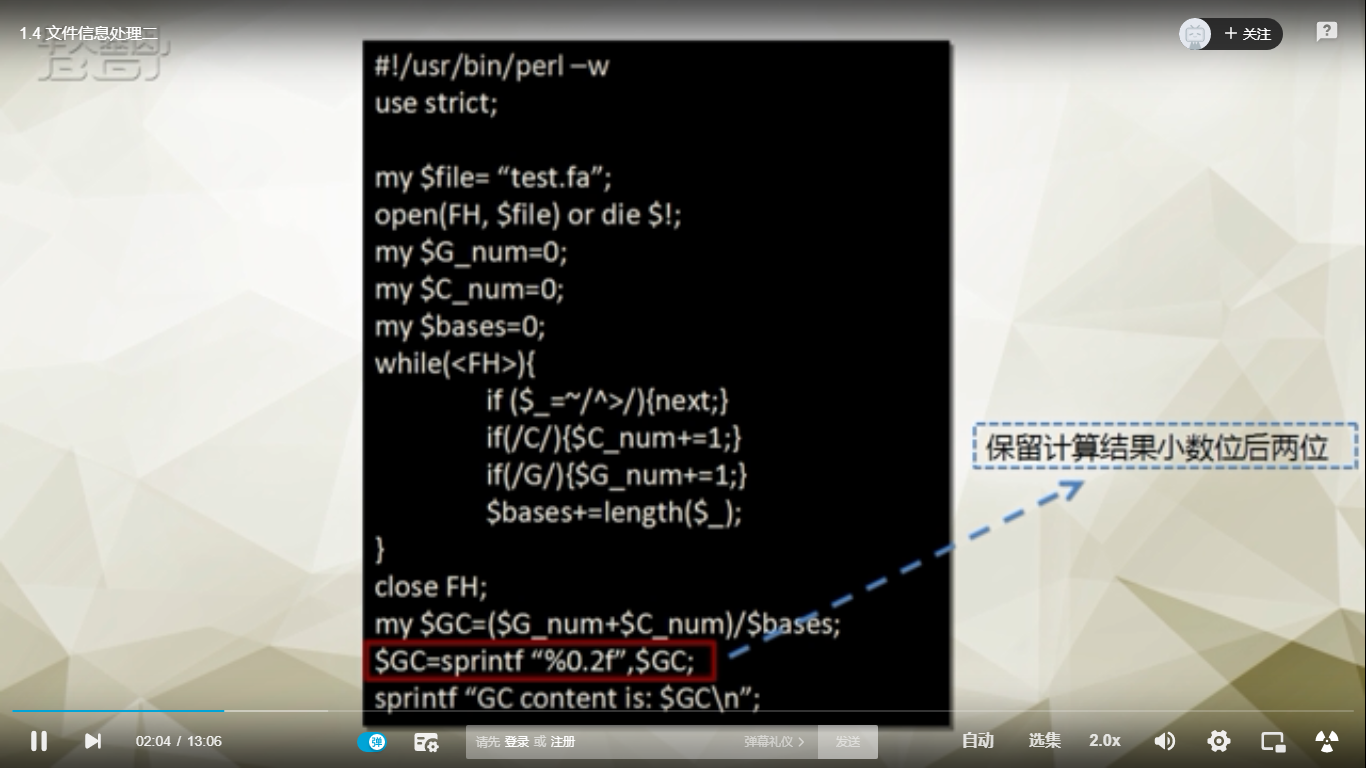 1.4 文件信息处理二
+ 关注
#!/usr/bin/perl –w
use strict;
my $file= “test.fa”;
open(FH, $file) or die $!;
my $G_num=0;
my $C_num=0;
my $bases=0;
while(<FH>){
if ($_=~/^>/){next;}
if(/C/){$C_num+=1;}
if(/G/){$G_num+=1;}
$bases+=length($_);
}
close FH;
my $GC=($G_num+$C_num)/$bases;
$GC=sprintf “%0.2f”,$GC;
sprintf “GC content is: $GC\n”;
保留计算结果小数位后两位
02:04 / 13:06
弹
请先 登录 或 注册
弹幕礼仪 >
发送
自动
选集
2.0x